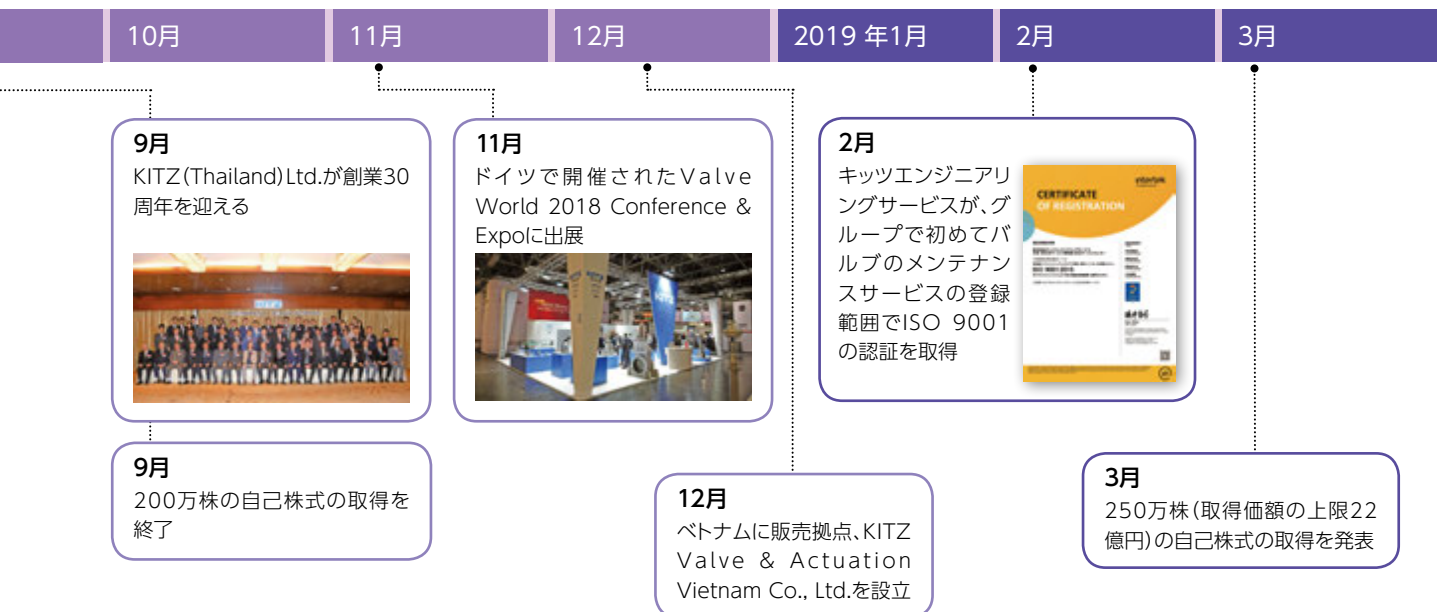 10月
11月
12月
2019 年1月
2月
3月
9月
KITZ(Thailand)Ltd.が創業30
周年を迎える
KITZ
9月
200万株の自己株式の取得を
終了
11月
ドイツで開催されたValve
World 2018 Conference &
Expoに出展
12月
ベトナムに販売拠点、KITZ
Valve & Actuation
Vietnam Co., Ltd.を設立
2月
キッツエンジニアリ
ングサービスが、グ
ループで初めてバ
ルブのメンテナン
スサービスの登録
範囲でISO 9001
の認証を取得
intertek
CERTIFICATE
OF REGISTRATION
3月
250万株(取得価額の上限22
億円)の自己株式の取得を発表